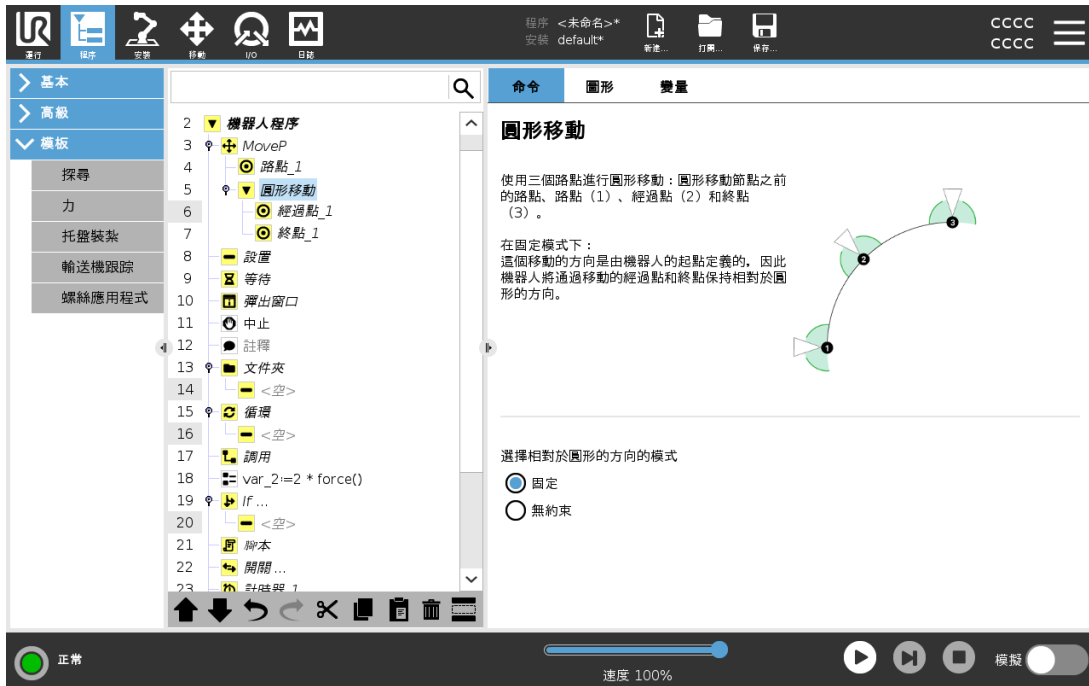 UR
運行
程序
安裝
移動
I/O
日誌
程序 <未命名>*
安裝 default*
新建...
打開...
保存...
CCCC
CCCC
基本
高級
模板
探尋
力
托盤裝紮
輸送機跟踪
螺絲應用程式
2 機器人程序
3 MoveP
4 路點_1
5 圓形移動
6 經過點_1
7 終點_1
8 設置
9 等待
10 彈出窗口
11 中止
12 註釋
13 文件夾
14 <空>
15 循環
16 <空>
17 調用
18 var_2:=2 * force()
19 If ...
20 <空>
21 腳本
22 開關 ...
23 計時器_1
命令
圖形
變量
圓形移動
使用三個路點進行圓形移動：圓形移動節點之前
的路點、路點（1）、經過點（2）和終點
（3）。
在固定模式下：
這個移動的方向是由機器人的起點定義的，因此
機器人將通過移動的經過點和終點保持相對於圓
形的方向。
1
2
3
選擇相對於圓形的方向的模式
固定
無約束
正常
速度 100%
模擬